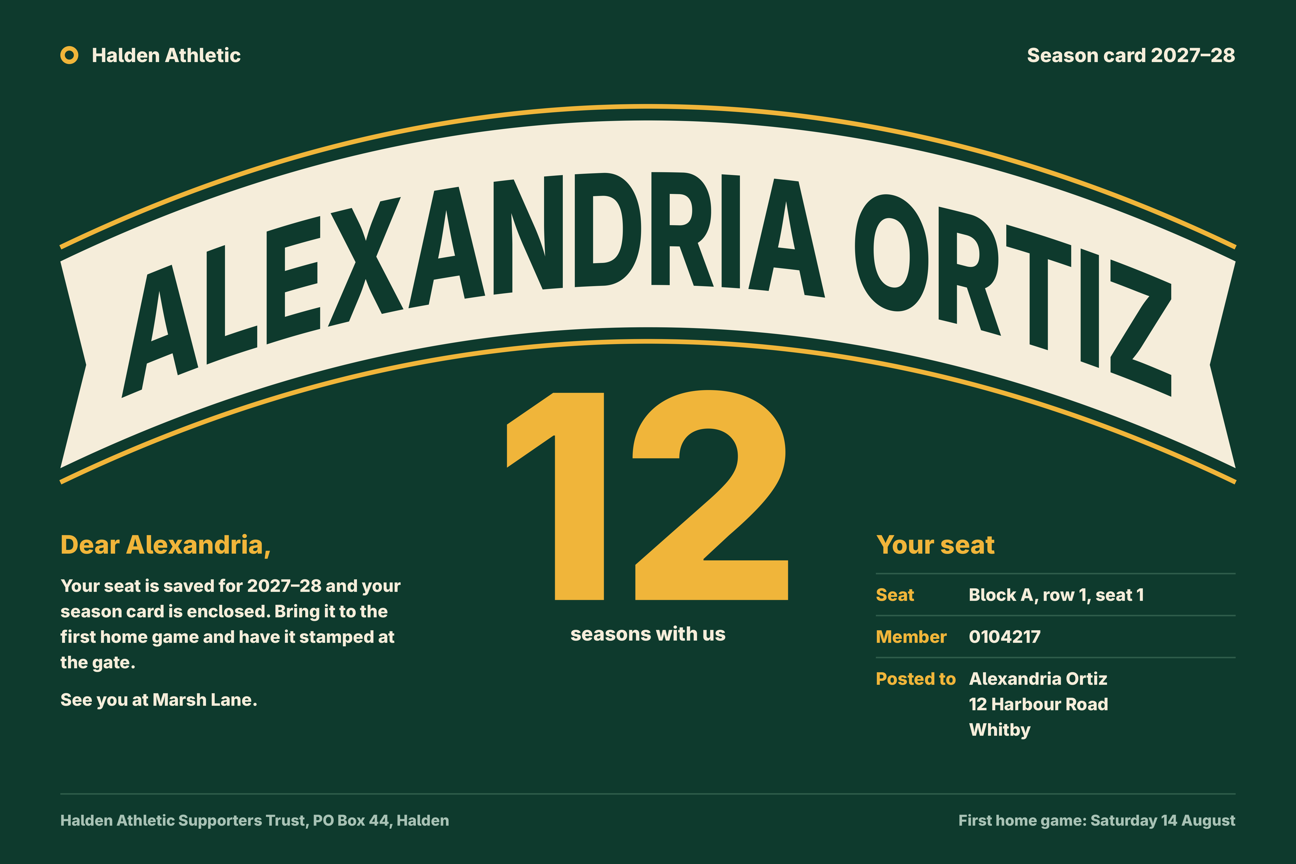 Halden Athletic
Season card 2027–28
ALEXANDRIA ORTIZ
12
seasons with us
Dear Alexandria,
Your seat is saved for 2027–28 and your
season card is enclosed. Bring it to the
first home game and have it stamped at
the gate.
See you at Marsh Lane.
Your seat
Seat Block A, row 1, seat 1
Member 0104217
Posted to Alexandria Ortiz
12 Harbour Road
Whitby
Halden Athletic Supporters Trust, PO Box 44, Halden
First home game: Saturday 14 August